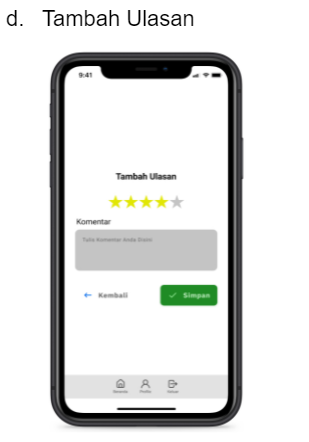 d. Tambah Ulasan
9:41
Tambah Ulasan
Komentar
Tulis Komentar Anda Disini
Kembali
Simpan
Beranda Profile Keluar